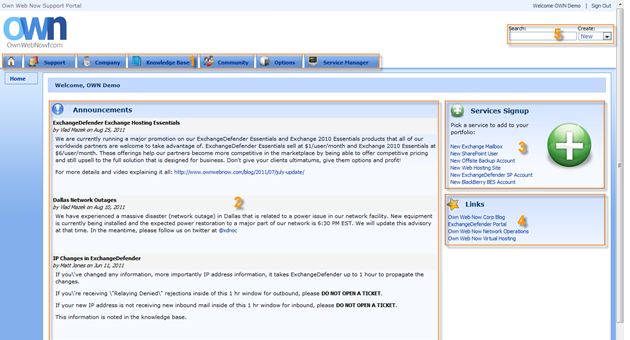 Own Web Now Support Portal
Welcome OWN Demo | Sign Out
own
OwnWebNow.com
Search:
Create:
5
New
Support
Company
Knowledge Base
1
Community
Options
Service Manager
Home
Welcome, OWN Demo
Announcements
ExchangeDefender Exchange Hosting Essentials
by Vlad Mazek on Aug 25, 2011
We are currently running a major promotion on our ExchangeDefender Essentials and Exchange 2010 Essentials products that all of our
worldwide partners are welcome to take advantage of. ExchangeDefender Essentials sell at $1/user/month and Exchange 2010 Essentials at
$6/user/month. These offerings help our partners become more competitive in the marketplace by being able to offer competitive pricing
and still upsell to the full solution that is designed for business. Don't give your clients ultimatums, give them options and profit!
For more details and video explaining it all: http://www.ownwebnow.com/blog/2011/07/july-update/
2
Dallas Network Outages
by Vlad Mazek on Aug 10, 2011
We have experienced a massive disaster (network outage) in Dallas that is related to a power issue in our network facility. New equipment
is currently being installed and the expected power restoration to a major part of our network is 6:30 PM EST. We will update this advisory
at that time. In the meantime, please follow us on twitter at @xdnoc
IP Changes in ExchangeDefender
by Matt Jones on Jun 11, 2011
If you\'ve changed any information, more importantly IP address information, it takes ExchangeDefender up to 1 hour to propagate the
changes.
If you\'re receiving \"Relaying Denied\" rejections inside of this 1 hr window for outbound, please DO NOT OPEN A TICKET.
If your new IP address is not receiving new inbound mail inside of this 1 hr window for inbound, please DO NOT OPEN A TICKET.
This information is noted in the knowledge base.
Services Signup
Pick a service to add to your
portfolio:
3
New Exchange Mailbox
New SharePoint User
New Offsite Backup Account
New Web Hosting Site
New ExchangeDefender SP Account
New BlackBerry BES Account
Links
4
Own Web Now Corp Blog
ExchangeDefender Portal
Own Web Now Network Operations
Own Web Now Virtual Hosting